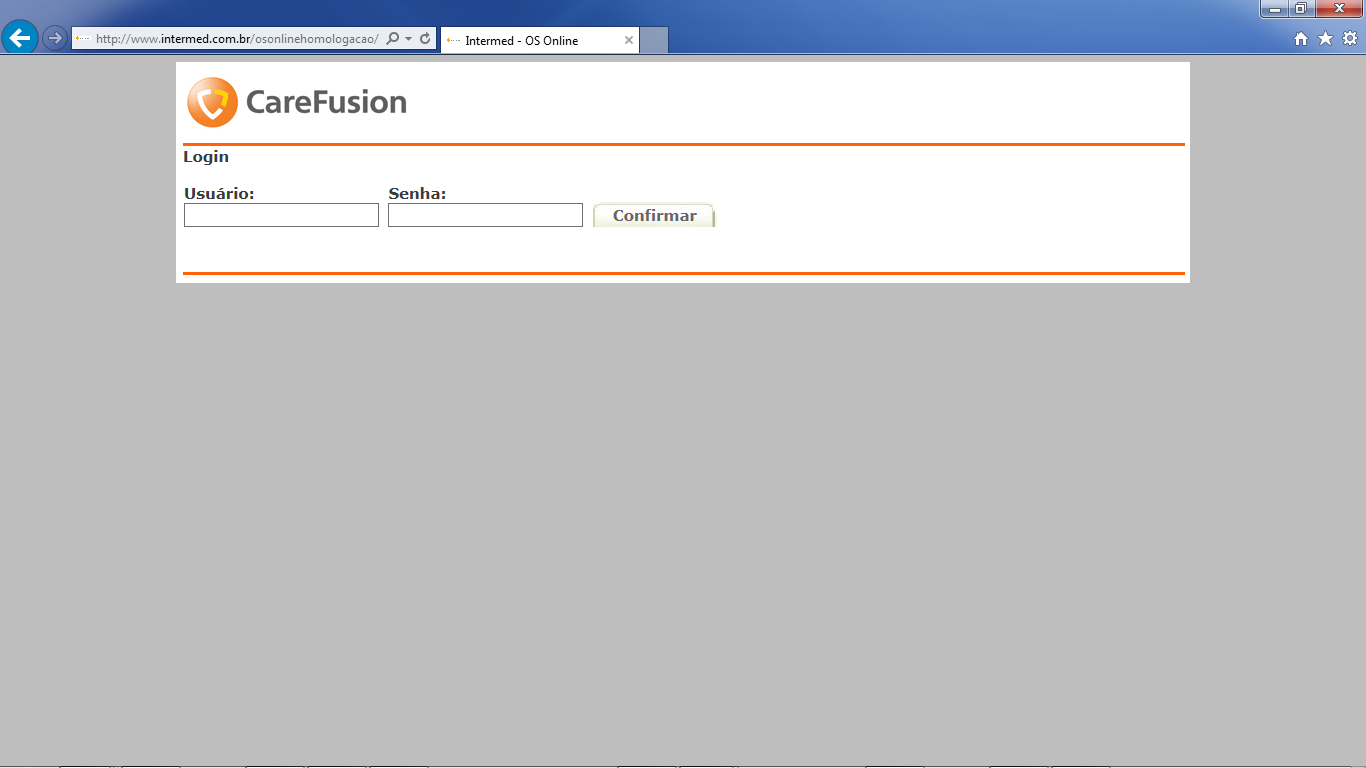 http://www.intermed.com.br/osonlinehomologacao/
Intermed - OS Online
CareFusion
Login
Usuário: Senha:
Confirmar